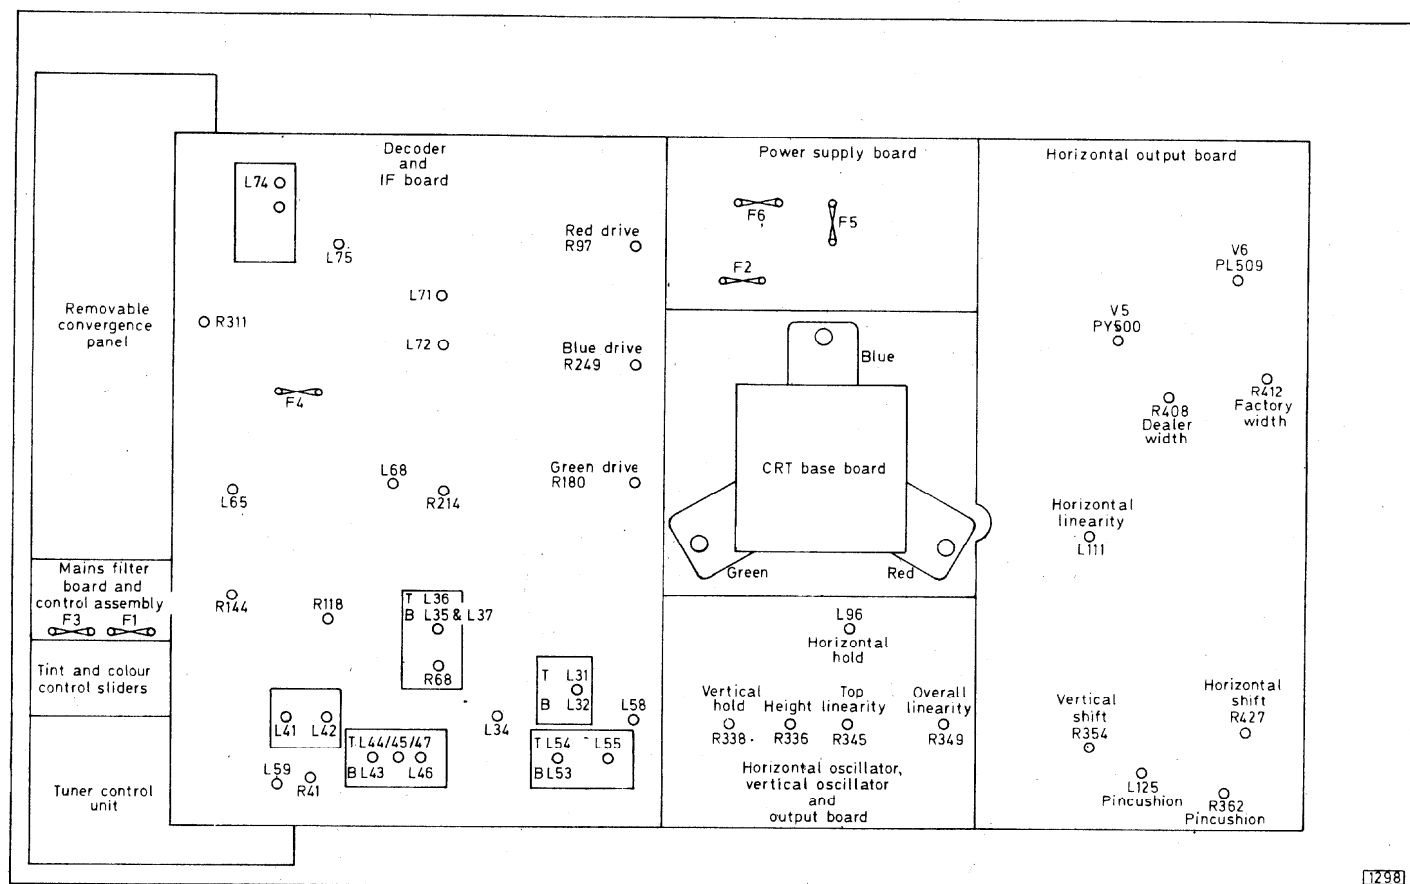 Decoder
and
IF board
L74
L75
Red drive
R97
L71
R311
L72
Blue drive
R249
F4
L68
Green drive
R180
L65
R214
R144
R118
T L36
B L35 & L37
R68
T L31
B L32
L58
L41 L42
L34
T L44/45/47
B L43 L46
T L54 L55
B L53
L59
R41
Removable
convergence
panel
Mains filter
board and
control assembly
F3 F1
Tint and colour
control sliders
Tuner control
unit
Power supply board
F6
F5
F2
Blue
CRT base board
Green
Red
L96
Horizontal
hold
Vertical
hold
R338
Height
R336
Top
linearity
R345
Overall
linearity
R349
Horizontal oscillator,
vertical oscillator
and
output board
Horizontal output board
V6
PL509
V5
PY500
R412
Factory
width
R408
Dealer
width
Horizontal
linearity
L111
Horizontal
shift
R427
Vertical
shift
R354
L125
Pincushion
R362
Pincushion
1298